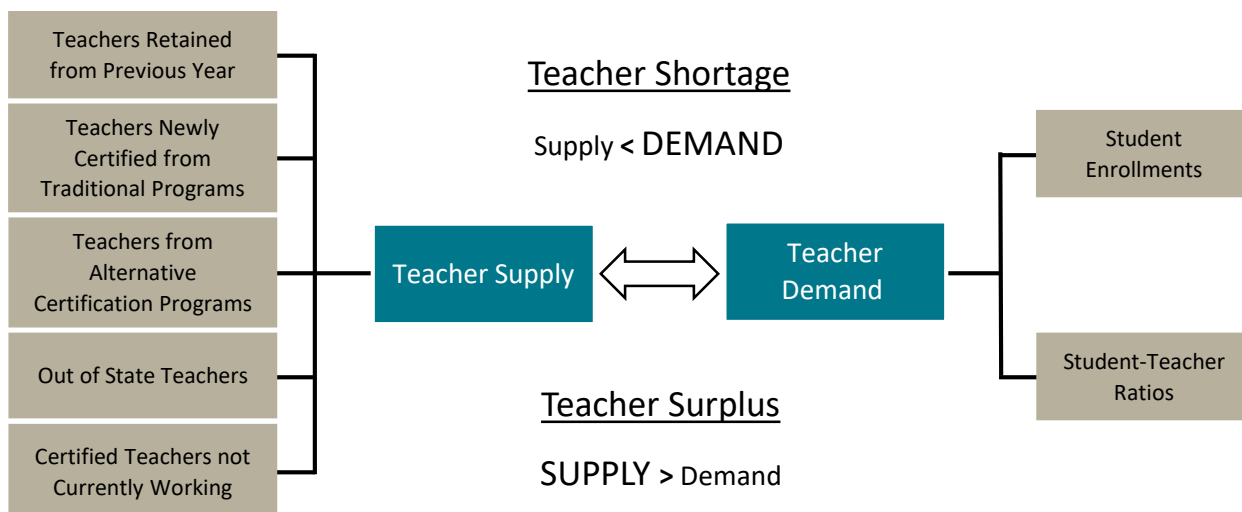 Teachers Retained
from Previous Year
Teachers Newly
Certified from
Traditional Programs
Teachers from
Alternative
Certification Programs
Out of State Teachers
Certified Teachers not
Currently Working
Teacher Supply
Teacher Shortage
Supply < DEMAND
Teacher Surplus
SUPPLY > Demand
Teacher
Demand
Student
Enrollments
Student-Teacher
Ratios